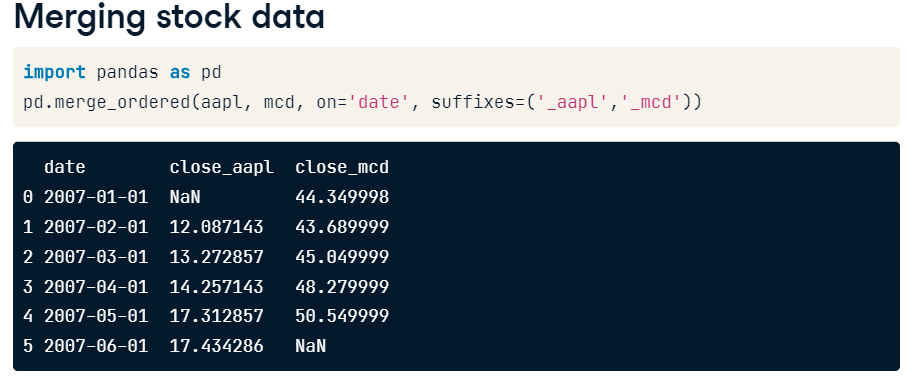 Merging stock data
import pandas as pd
pd.merge_ordered(aapl, mcd, on='date', suffixes=('_aapl','_mcd'))
date close_aapl close_mcd
0 2007-01-01 NaN 44.349998
1 2007-02-01 12.087143 43.689999
2 2007-03-01 13.272857 45.049999
3 2007-04-01 14.257143 48.279999
4 2007-05-01 17.312857 50.549999
5 2007-06-01 17.434286 NaN